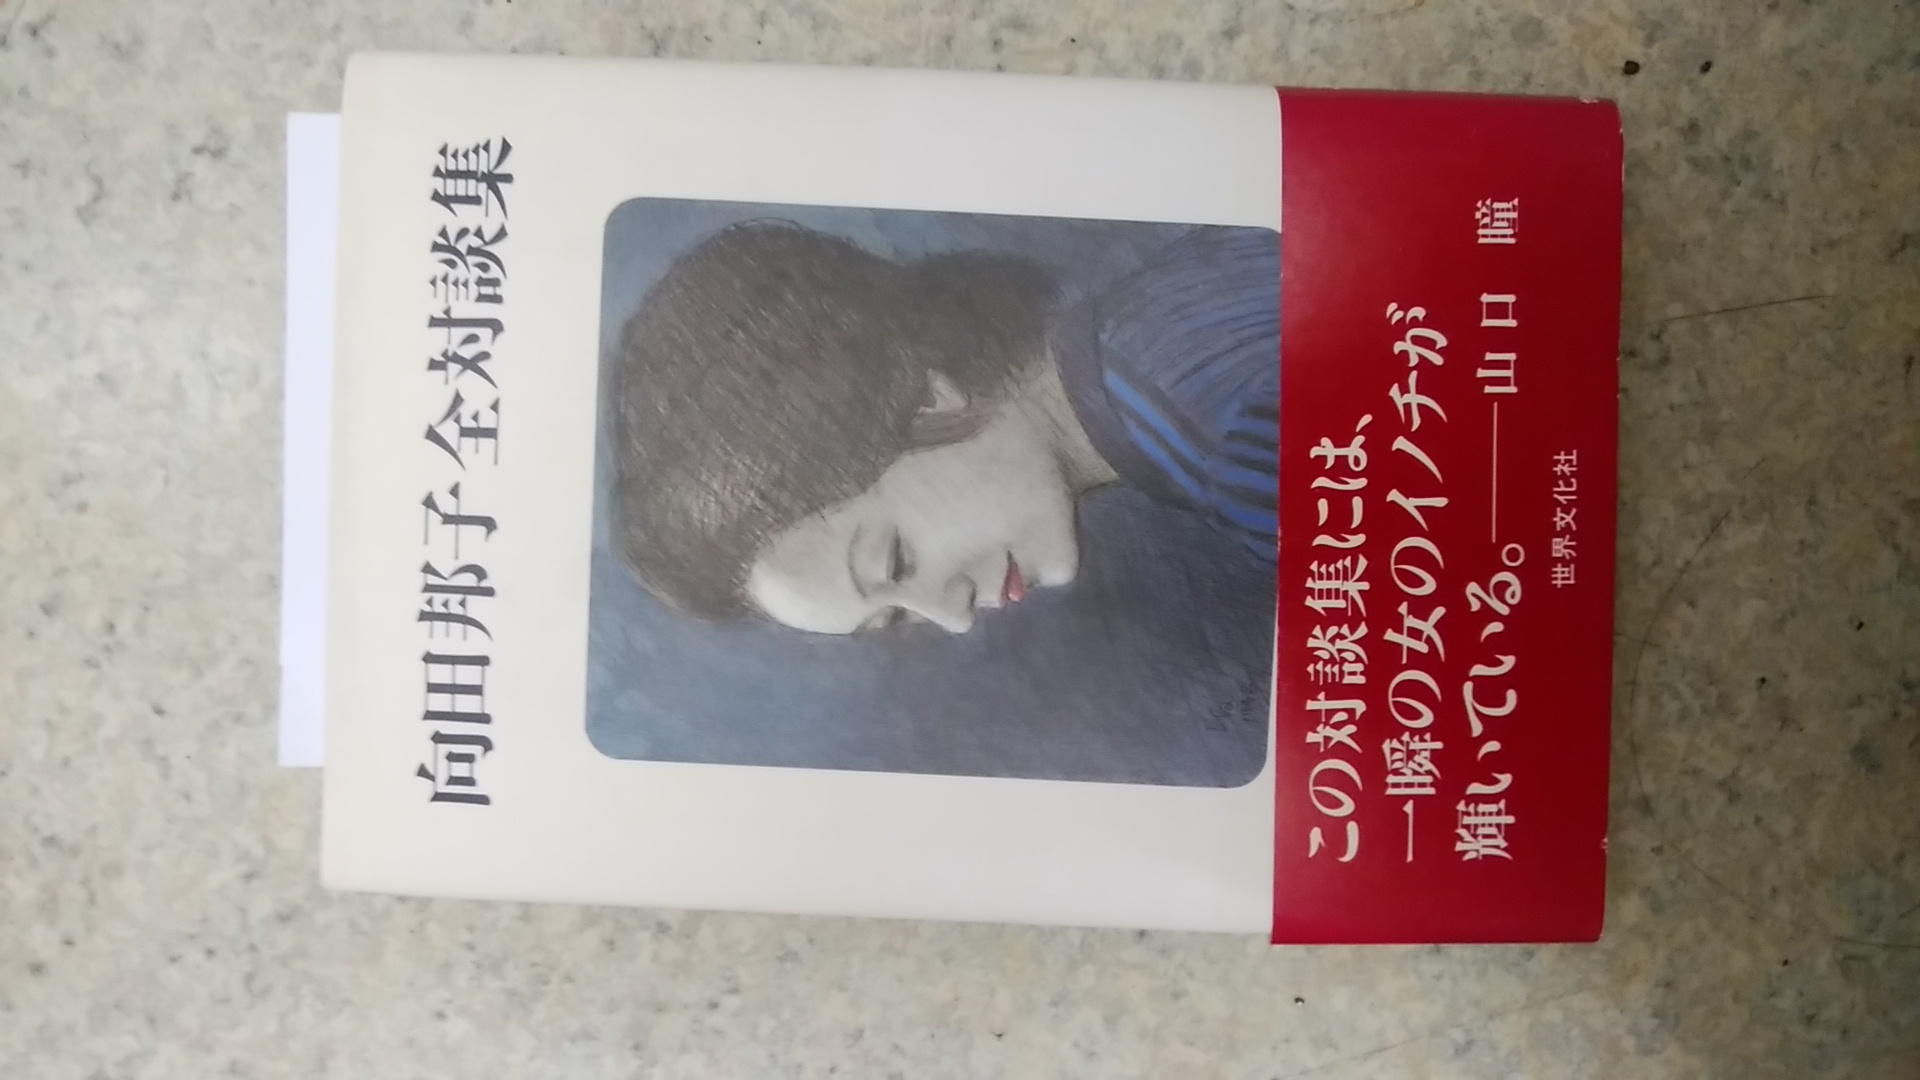 向田邦子全対談集
この対談集には、
一瞬の女のイノチが
輝いている。――山口 瞳
世界文化社